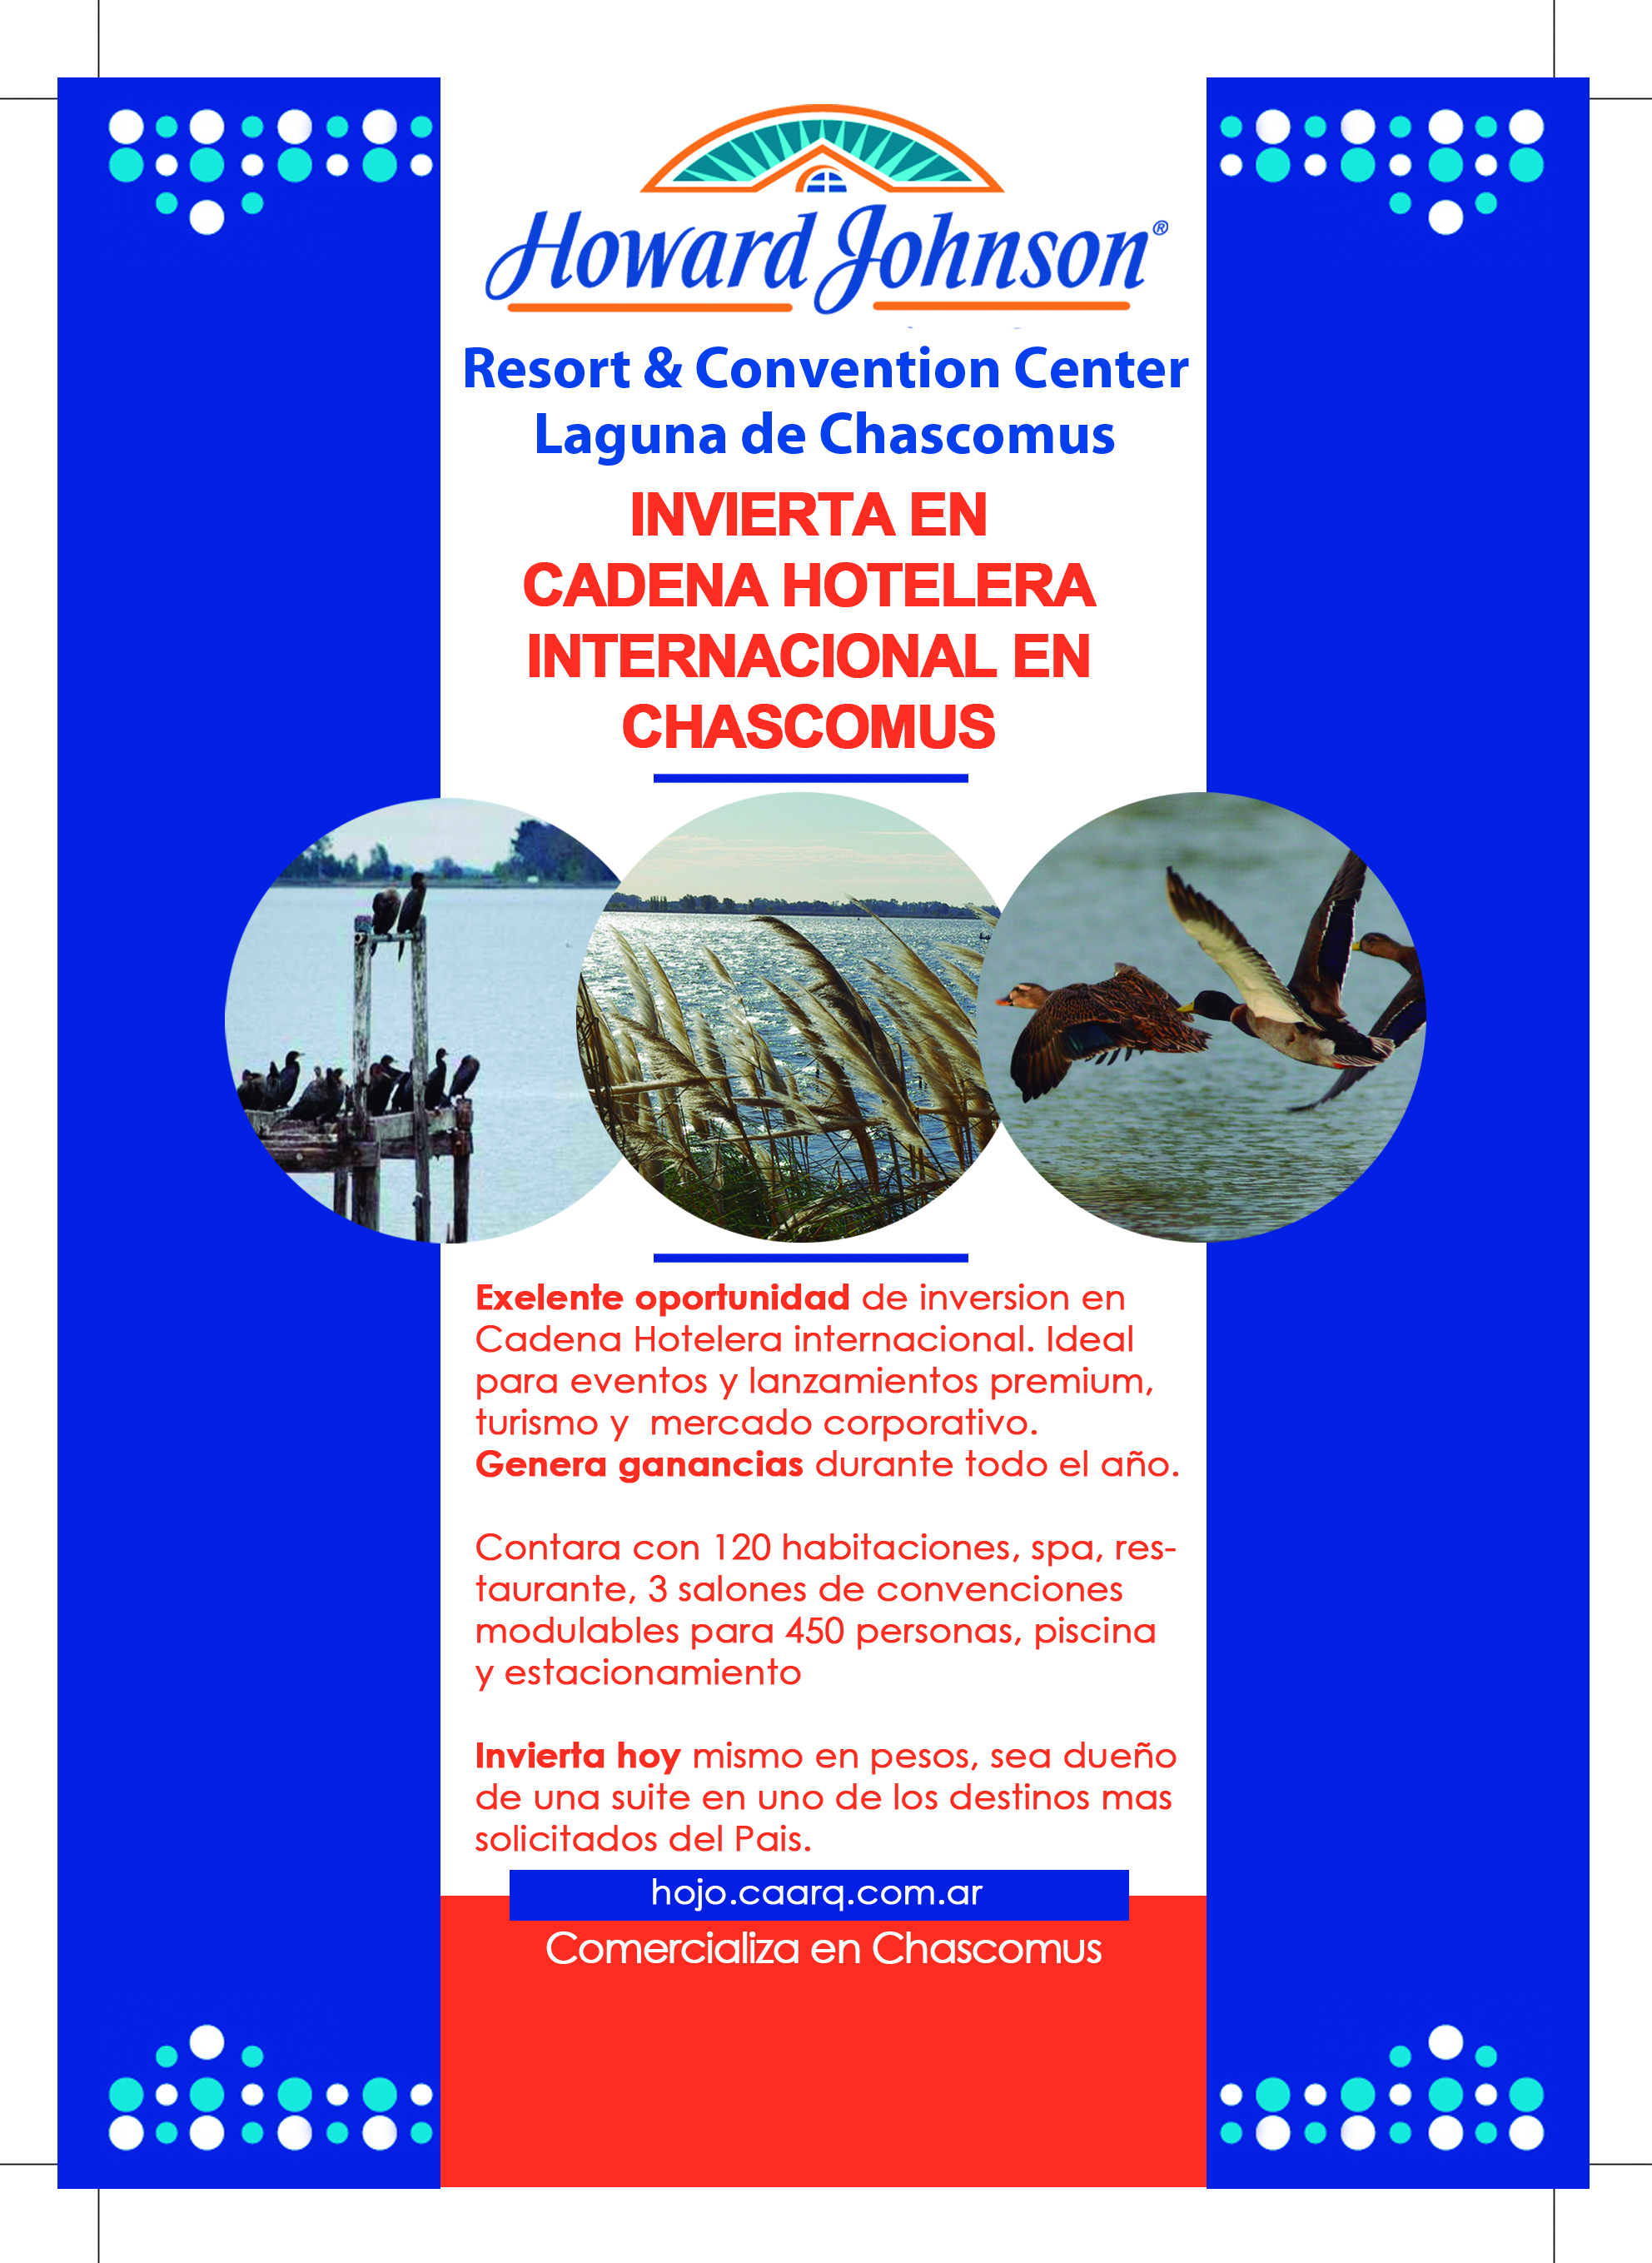 Howard Johnson®
Resort & Convention Center
Laguna de Chascomus
INVIERTA EN
CADENA HOTELERA
INTERNACIONAL EN
CHASCOMUS
Exelente oportunidad de inversion en
Cadena Hotelera internacional. Ideal
para eventos y lanzamientos premium,
turismo y  mercado corporativo.
Genera ganancias durante todo el año.
Contara con 120 habitaciones, spa, res-
taurante, 3 salones de convenciones
modulables para 450 personas, piscina
y estacionamiento
Invierta hoy mismo en pesos, sea dueño
de una suite en uno de los destinos mas
solicitados del Pais.
hojo.caarq.com.ar
Comercializa en Chascomus